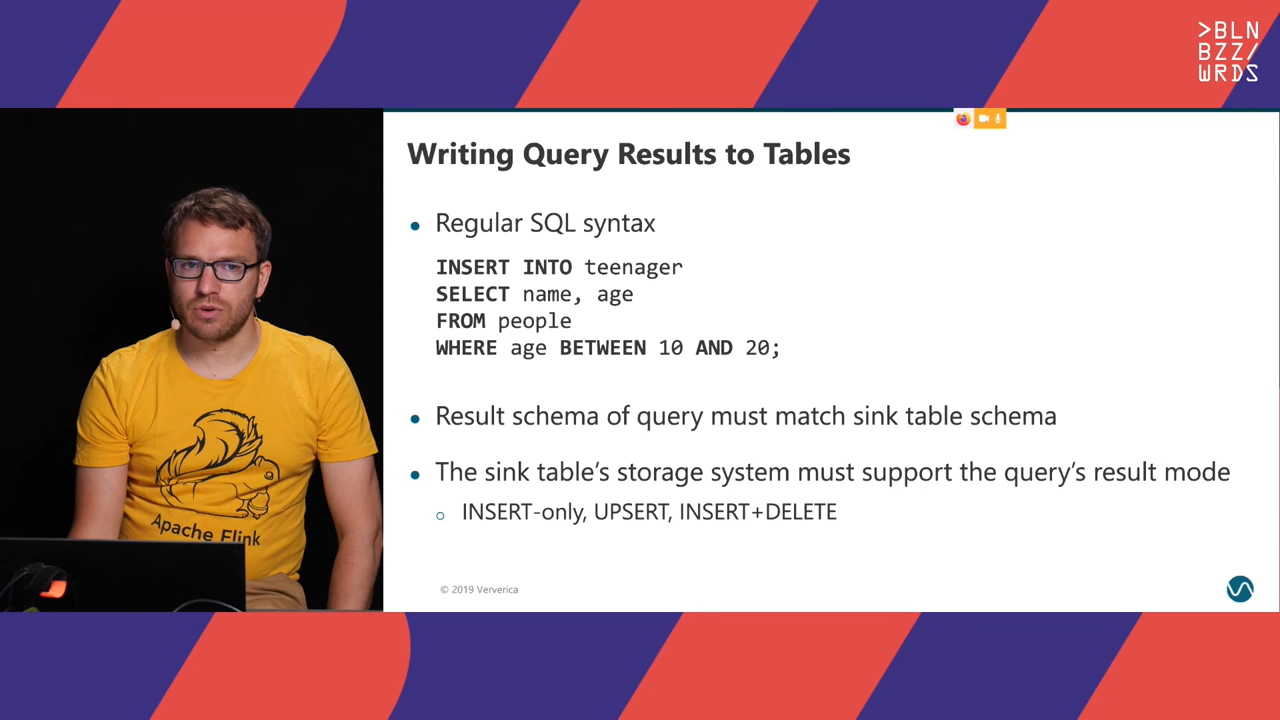 >BLN
BZZ/
WRDS
Writing Query Results to Tables
Regular SQL syntax
INSERT INTO teenager
SELECT name, age
FROM people
WHERE age BETWEEN 10 AND 20;
Result schema of query must match sink table schema
The sink table’s storage system must support the query’s result mode
INSERT-only, UPSERT, INSERT+DELETE
© 2019 Ververica
Apache Flink